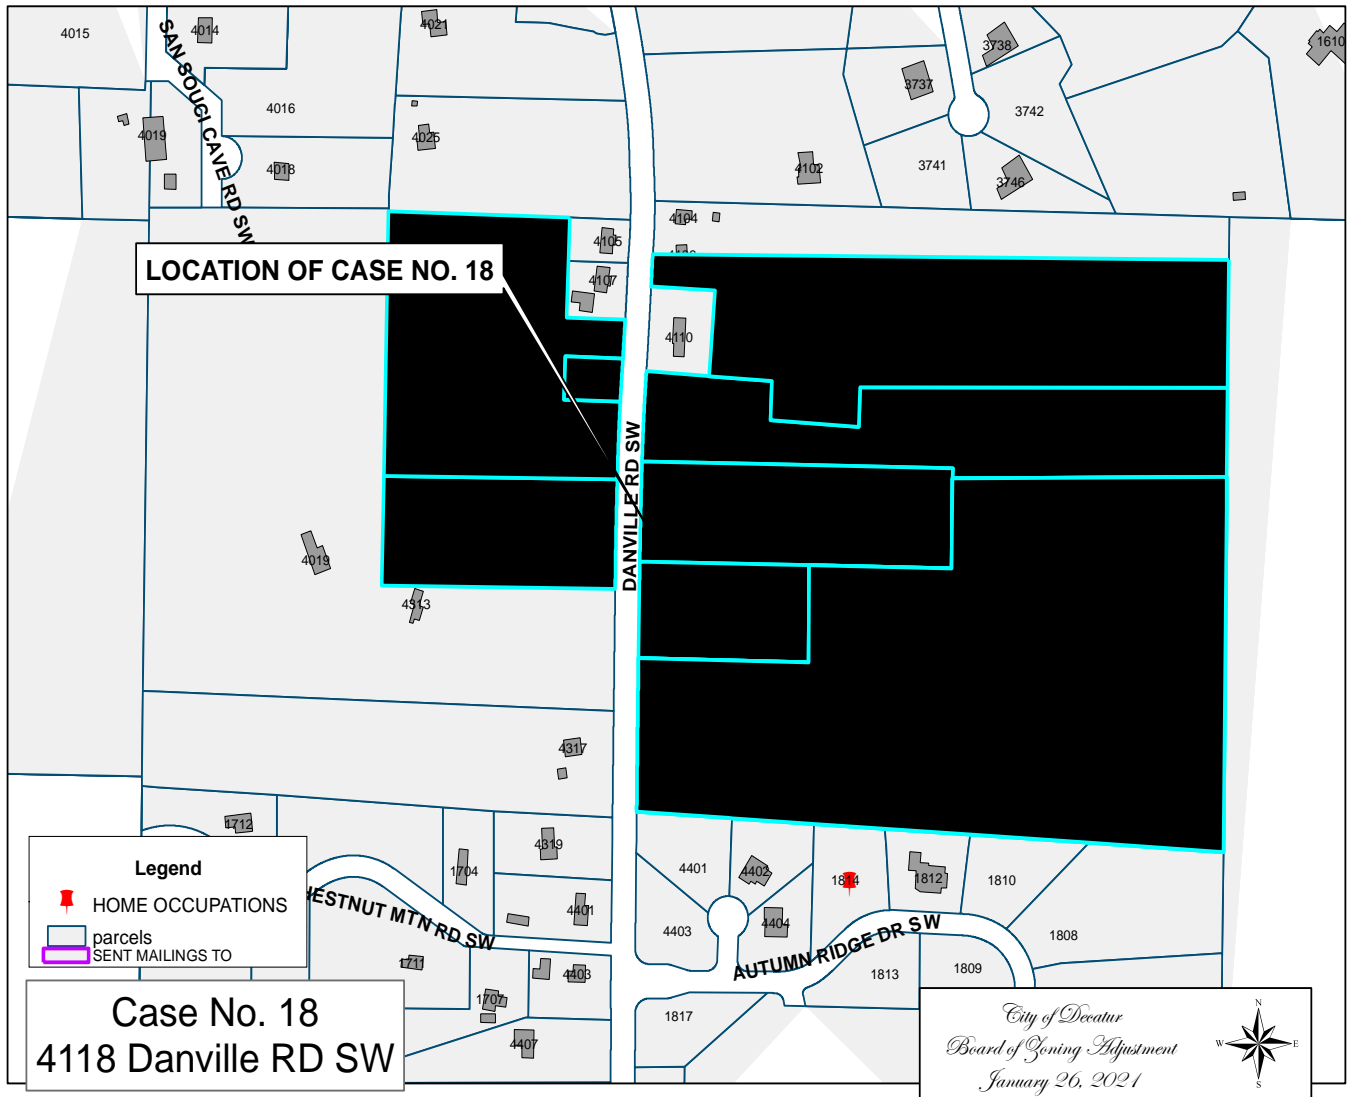 4015
4014
4021
3738
1610
SAN SOUCI CAVE RD SW
3737
4016
3742
4019
4025
4018
4102
3741
3746
4104
4105
LOCATION OF CASE NO. 18
4107
4110
DANVILLE RD SW
4019
4313
4317
1712
4319
Legend
HOME OCCUPATIONS
parcels
SENT MAILINGS TO
1704
4401
4402
1814
1812
1810
HESTNUT MTN RD SW
4401
4403
4404
AUTUMN RIDGE DR SW
1808
1711
4403
1813
1809
1707
1817
4407
Case No. 18
4118 Danville RD SW
City of Decatur
Board of Zoning Adjustment
January 26, 2021
N
W
E
S